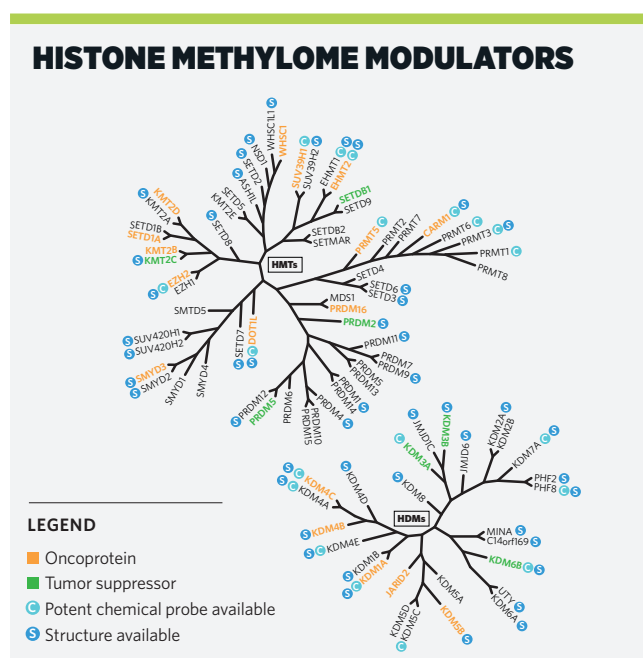 HISTONE METHYLOME MODULATORS
WHSC1L1 S
WHSC1
NSD1 S
SETD2 S
ASH1L S
SETD5
KMT2E
SETD8 S
KMT2D
S KMT2A
SETD1B
SETD1A
KMT2B
S KMT2C
S C EZH2
EZH1
SUV39H1 C
SUV39H2 S
EHMT1 C S
EHMT2 C S
SETDB1
SETD9
SETDB2
SETMAR
HMTs
PRMT5 C
PRMT2
PRMT7
CARM1 C S
PRMT6 C
PRMT3 C S
PRMT1 C
PRMT8
SETD4
SETD6 S
SETD3 S
MDS1
PRDM16
PRDM2 S
PRDM11 S
PRDM7
PRDM9 S
PRDM5
PRDM13
PRDM1 S
PRDM14
PRDM4 S
PRDM10
PRDM15
PRDM6
PRDM5
S PRDM12
S C DOT1L
S SETD7
SMTD5
S SUV420H1
S SUV420H2
S SMYD3
S SMYD2
SMYD1
SMYD4
JMJD1C S
KDM3B S
C KDM3A
JMJD6 S
KDM2A S
KDM2B
KDM7A C
PHF2 S
PHF8 C S
S KDM8
HDMs
S KDM4D
S C KDM4C
S C KDM4A
S KDM4B
S C KDM4E
S KDM1B
S C KDM1A
JARID2
KDM5D
C KDM5C
KDM5A
KDM5B S
MINA S
C14orf169 S
KDM6B C S
UTY S
KDM6A S
LEGEND
Oncoprotein
Tumor suppressor
C Potent chemical probe available
S Structure available